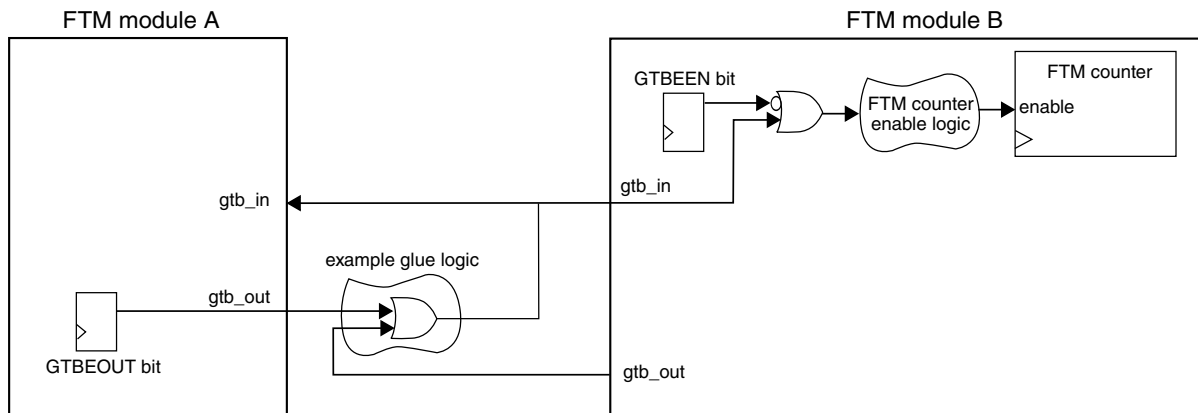 FTM module A
FTM module B
GTBEEN bit
FTM counter
enable
FTM counter
enable logic
gtb_in
gtb_in
example glue logic
gtb_out
GTBEOUT bit
gtb_out